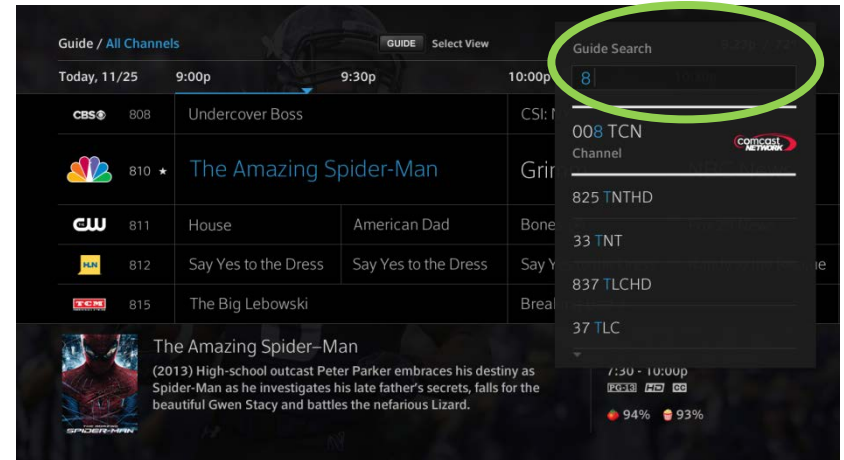 Guide / All Channels
GUIDE Select View
Guide Search
Today, 11/25 9:00p 9:30p 10:00p
8
CBS 808 Undercover Boss CSI:
008 TCN
Channel
comcast
NETWORK
810 ★ The Amazing Spider-Man
825 TNTHD
CW 811 House American Dad Bone
33 TNT
HLN 812 Say Yes to the Dress Say Yes to the Dress Say Y
837 TLCHD
TCM 815 The Big Lebowski Brea
37 TLC
The Amazing Spider–Man
(2013) High-school outcast Peter Parker embraces his destiny as
Spider-Man as he investigates his late father's secrets, falls for the
beautiful Gwen Stacy and battles the nefarious Lizard.
7:30 - 10:00p
PG-13 HD CC
94% 93%
SPIDER-MAN